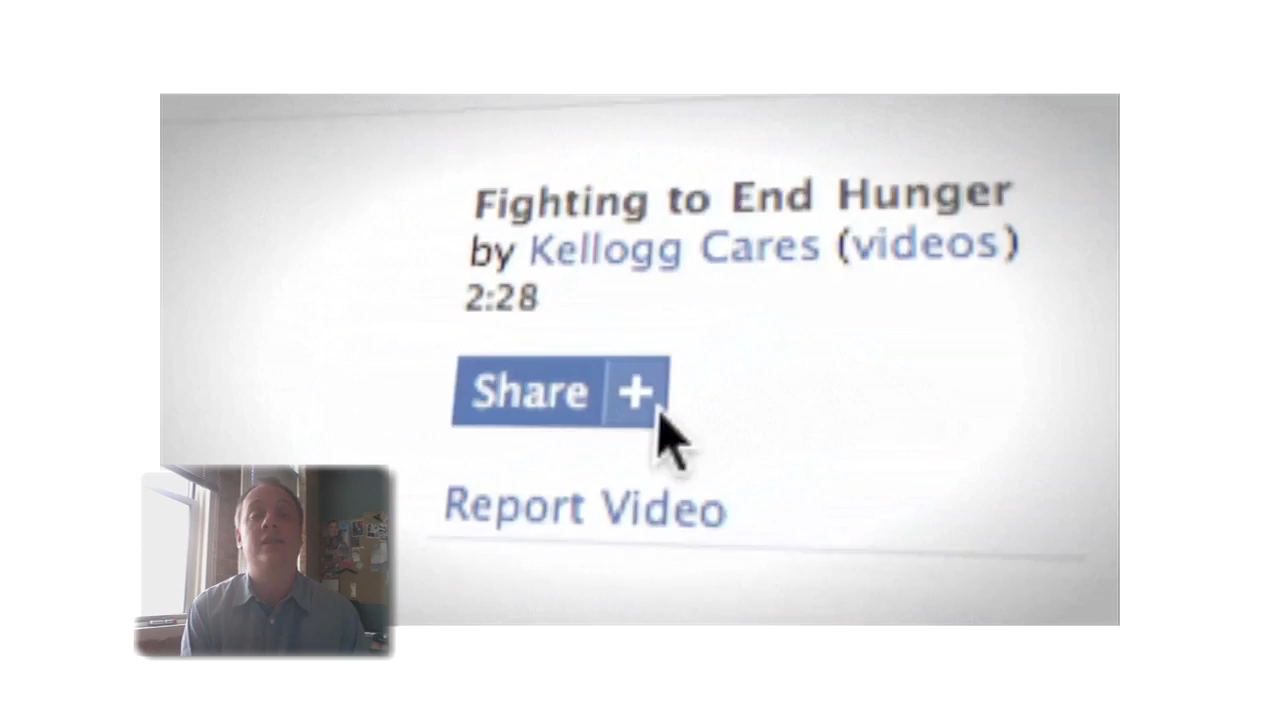 Fighting to End Hunger
by Kellogg Cares (videos)
2:28
Share +
Report Video